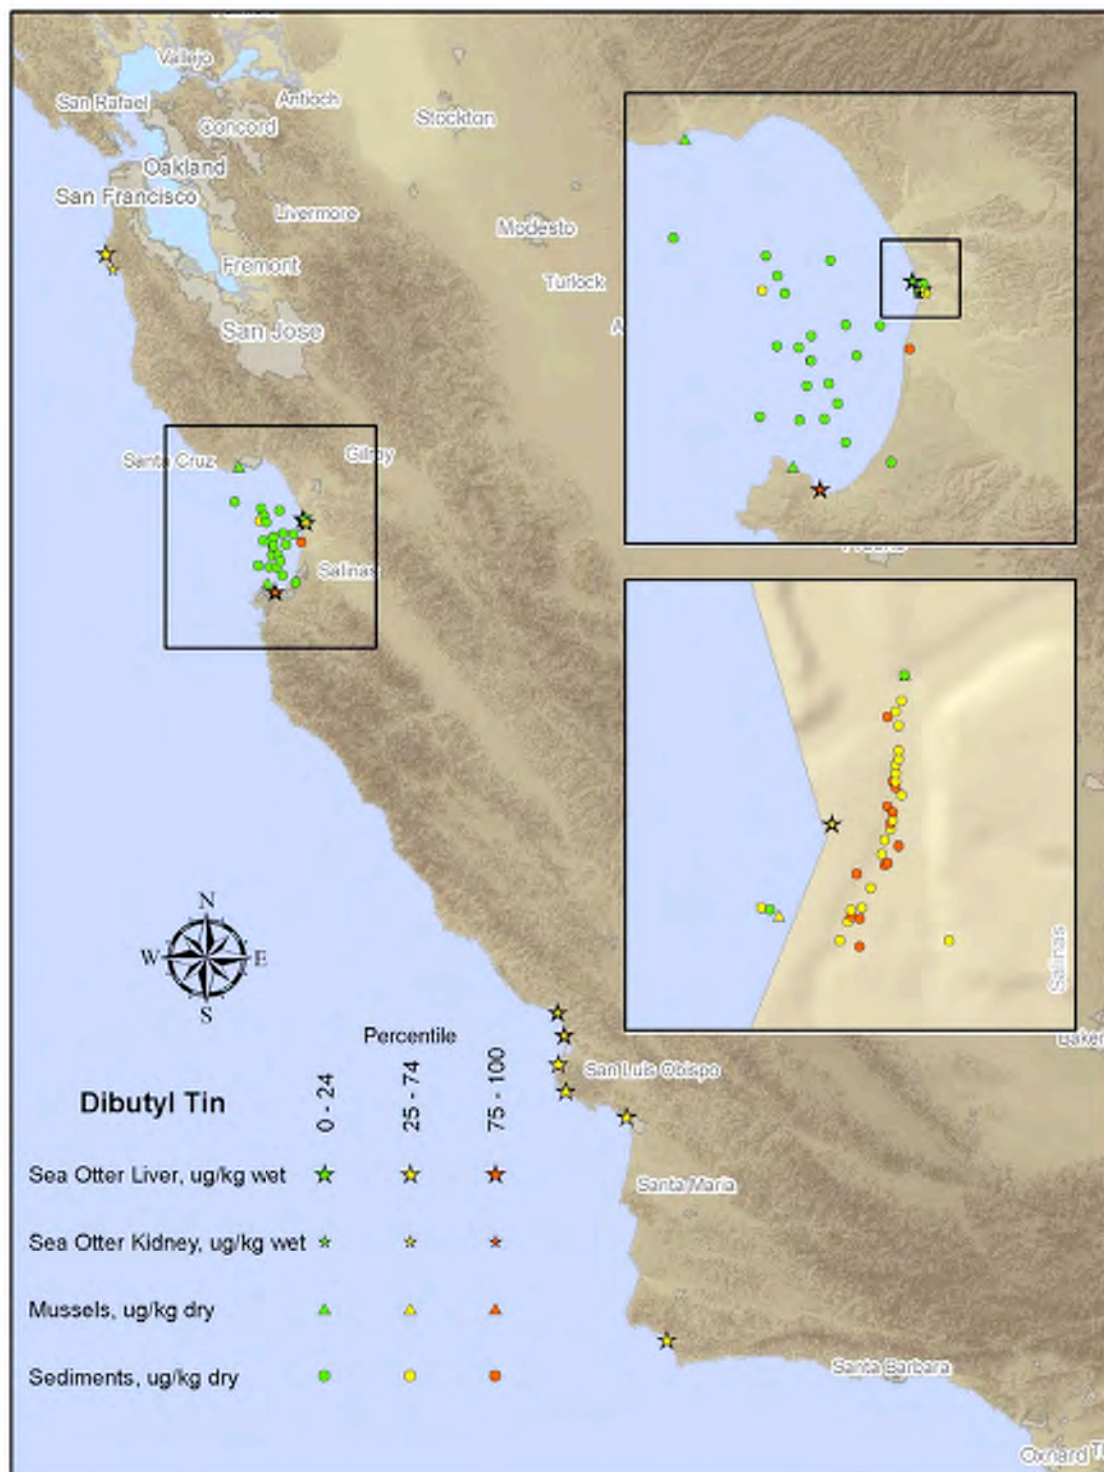 Vallejo
San Rafael
Antioch
Concord
Stockton
Oakland
San Francisco
Livermore
Modesto
Fremont
Turlock
San Jose
Santa Cruz
Gilroy
Salinas
Salinas
N
W E
S
Percentile
Dibutyl Tin
0 - 24
25 - 74
75 - 100
San Luis Obispo
Sea Otter Liver, ug/kg wet
Santa Maria
Sea Otter Kidney, ug/kg wet
Mussels, ug/kg dry
Sediments, ug/kg dry
Santa Barbara
Oxnard